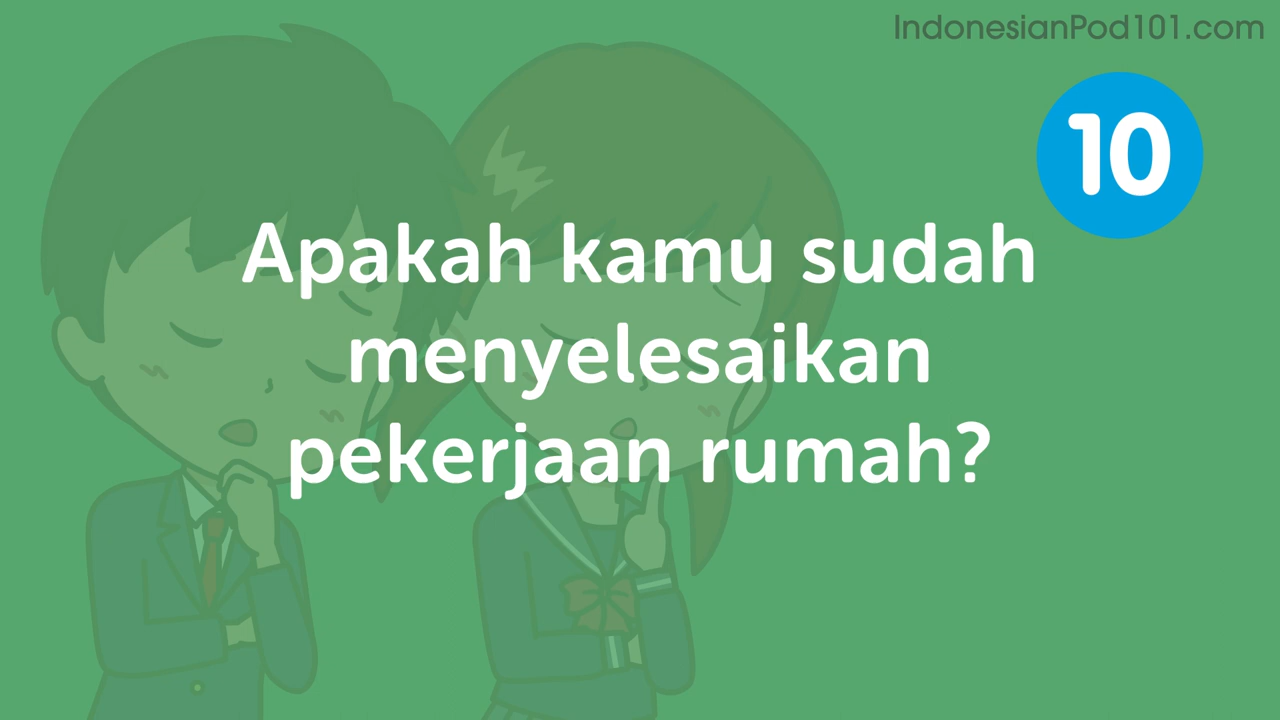 IndonesianPod101.com
10
Apakah kamu sudah
menyelesaikan
pekerjaan rumah?